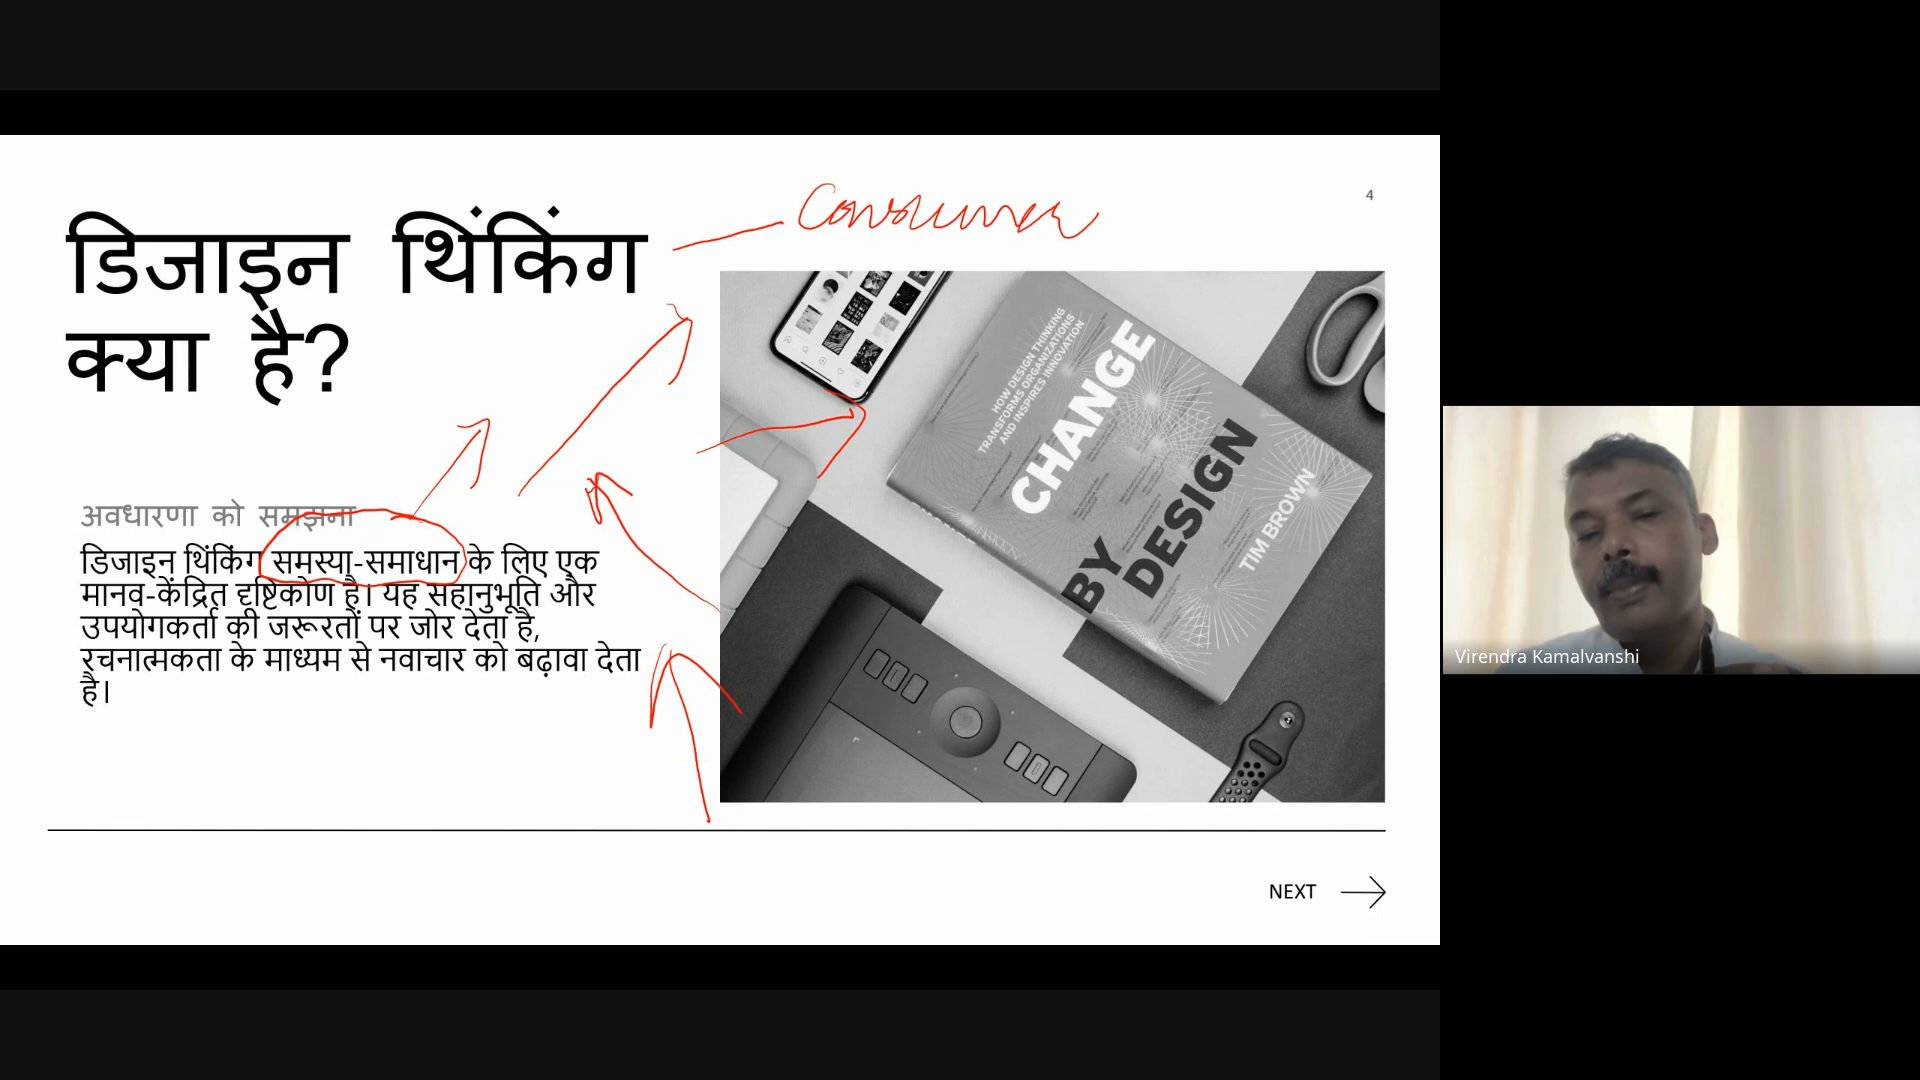 4
Consumer
डिजाइन थिंकिंग
क्या है?
अवधारणा को समझना
डिजाइन थिंकिंग समस्या-समाधान के लिए एक
मानव-केंद्रित दृष्टिकोण है। यह सहानुभूति और
उपयोगकर्ता की जरूरतों पर जोर देता है,
रचनात्मकता के माध्यम से नवाचार को बढ़ावा देता
है।
HOW DESIGN THINKING
TRANSFORMS ORGANIZATIONS
AND INSPIRES INNOVATION
CHANGE
BY
DESIGN
TIM BROWN
Virendra Kamalvanshi
NEXT